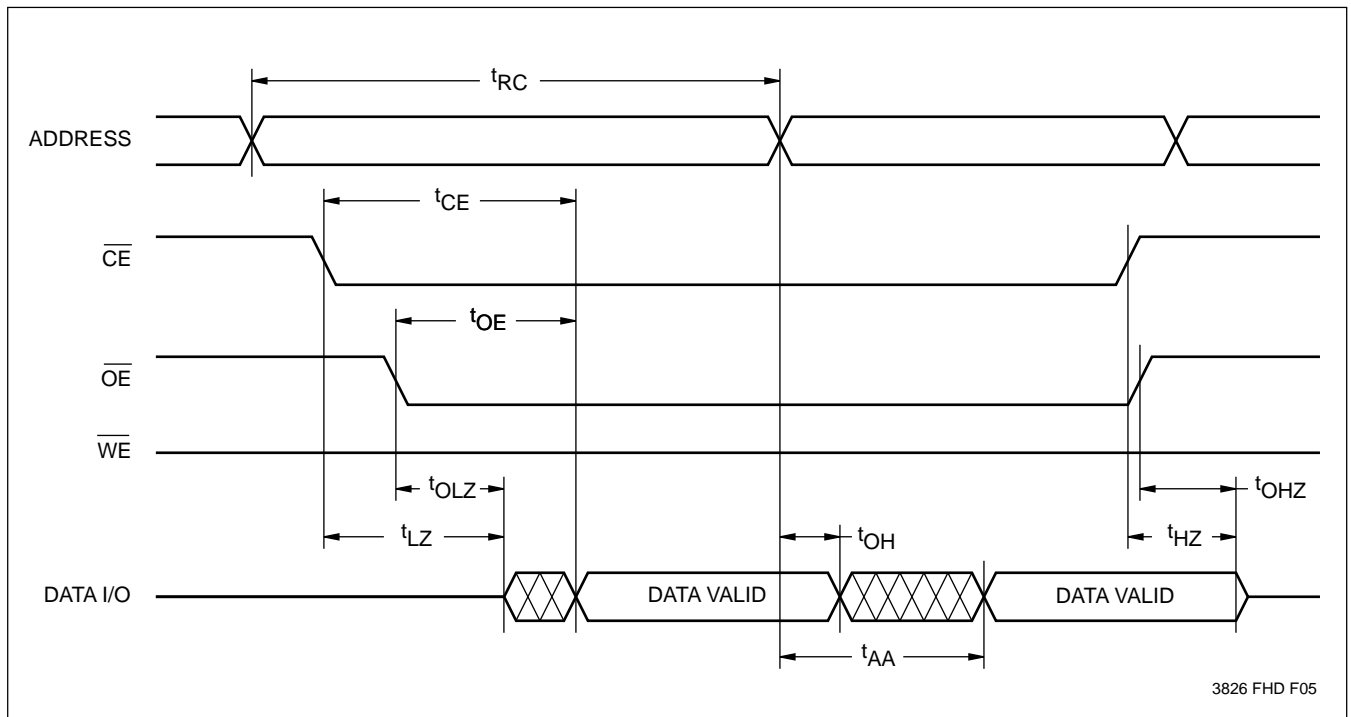 tRC
ADDRESS
tCE
CE
tOE
OE
WE
tOLZ
tOHZ
tLZ
tOH
tHZ
DATA I/O
DATA VALID
DATA VALID
tAA
3826 FHD F05